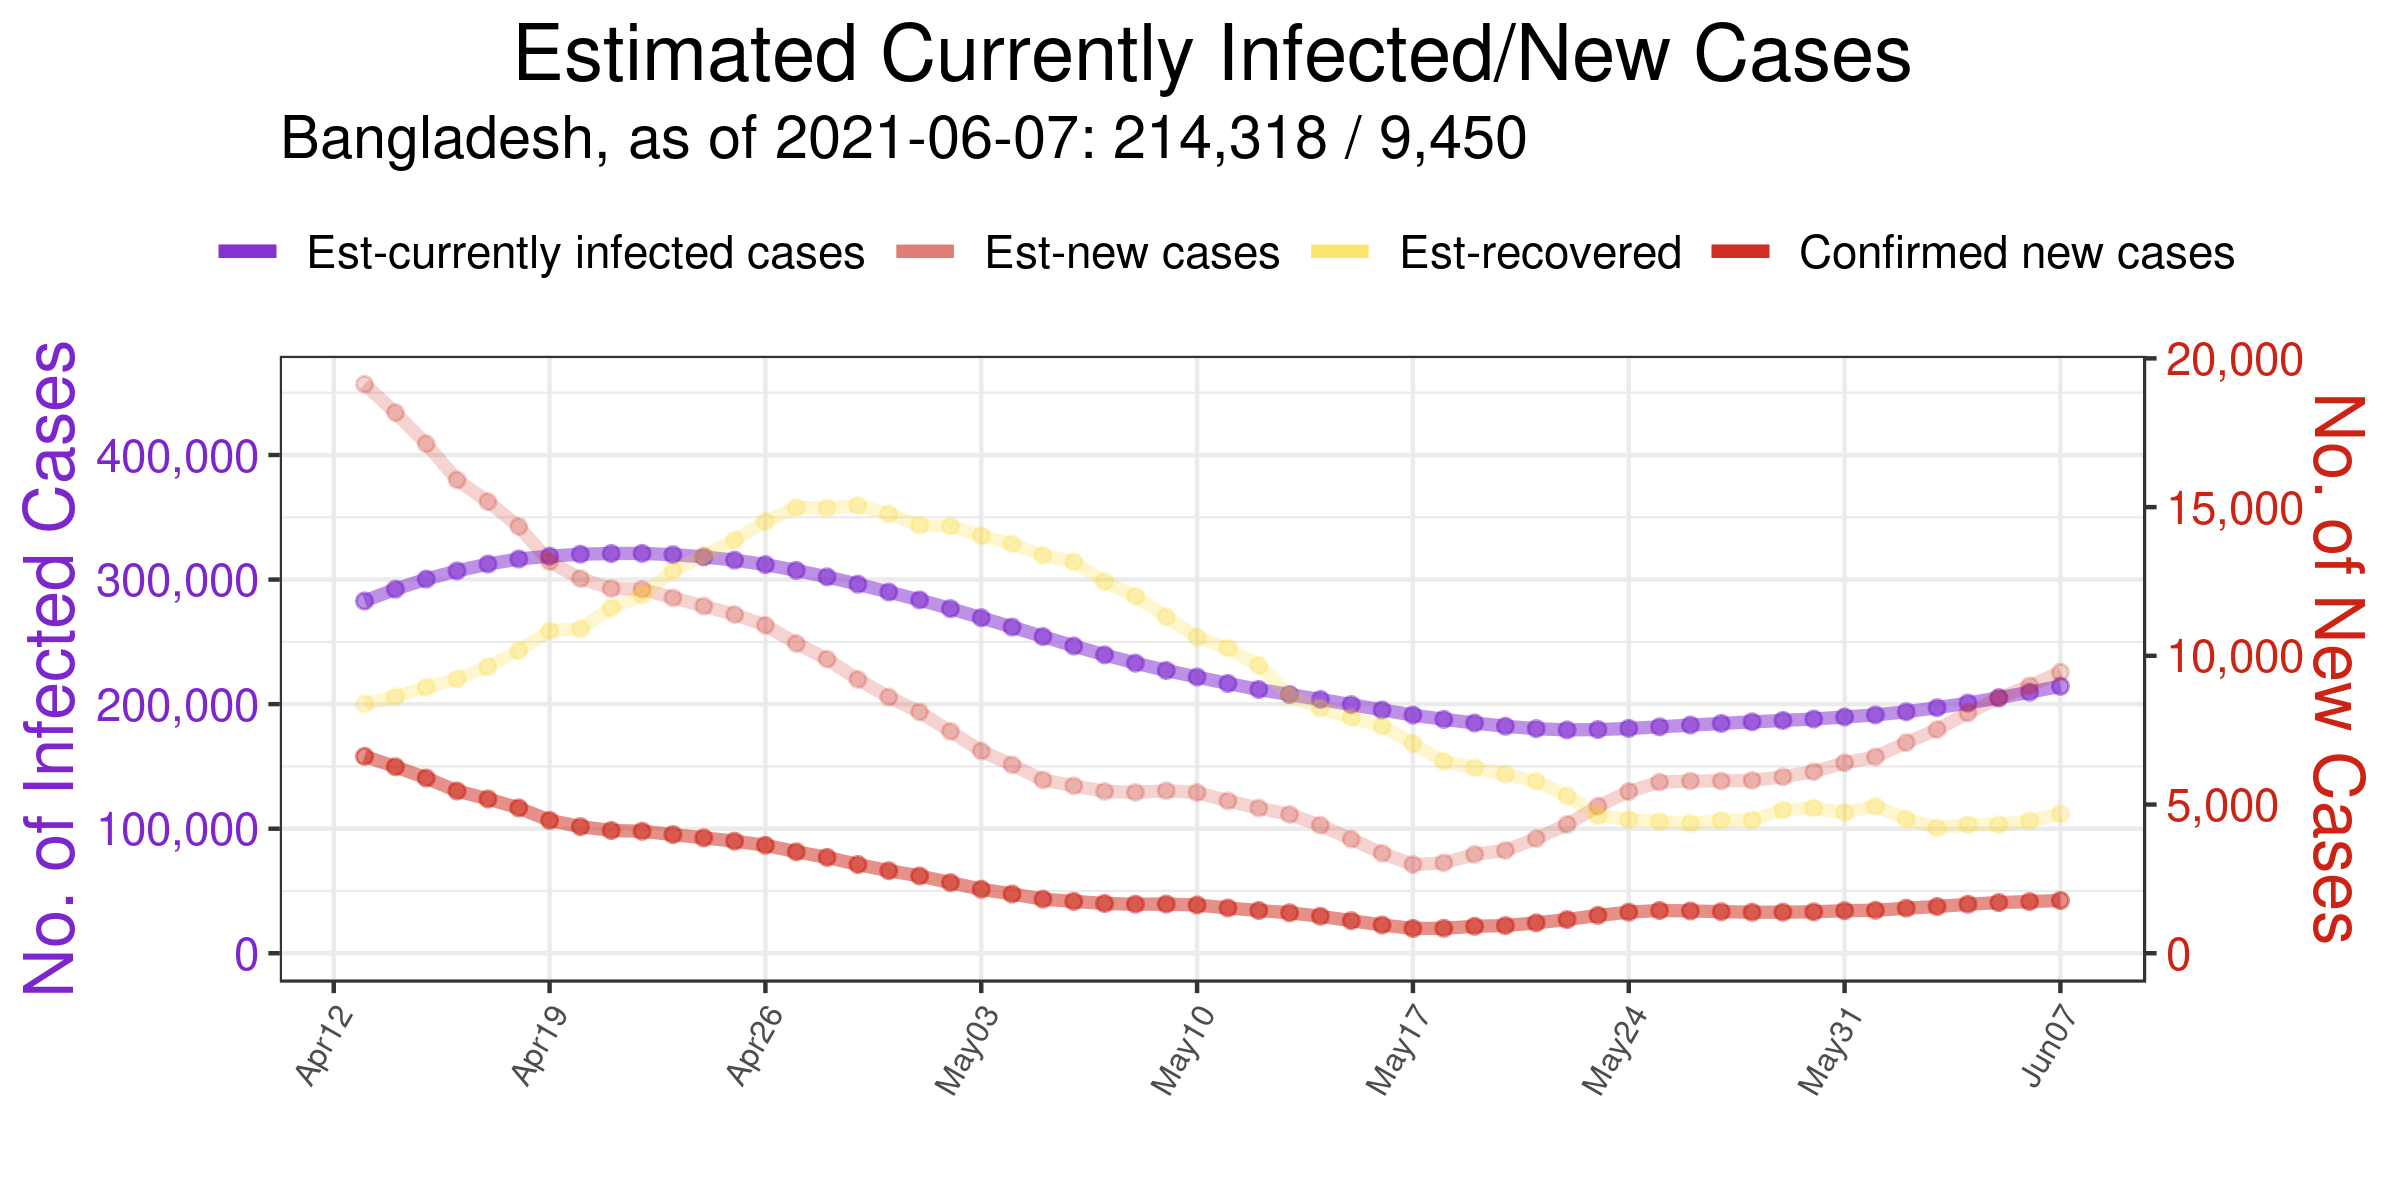 Estimated Currently Infected/New Cases
Bangladesh, as of 2021-06-07: 214,318 / 9,450
Est-currently infected cases Est-new cases Est-recovered Confirmed new cases
No. of Infected Cases
400,000
300,000
200,000
100,000
0
20,000
15,000
10,000
5,000
0
No. of New Cases
Apr12 Apr19 Apr26 May03 May10 May17 May24 May31 Jun07